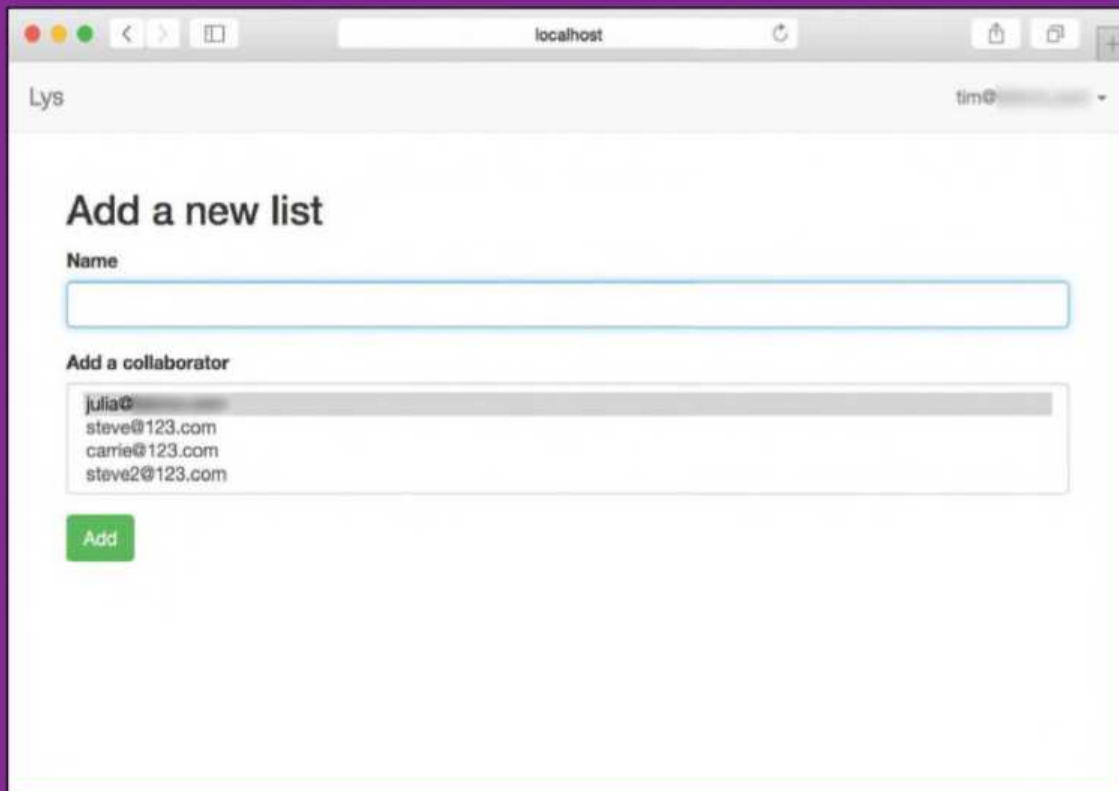 localhost
Lys
tim@
Add a new list
Name
Add a collaborator
julia@
steve@123.com
carrie@123.com
steve2@123.com
Add